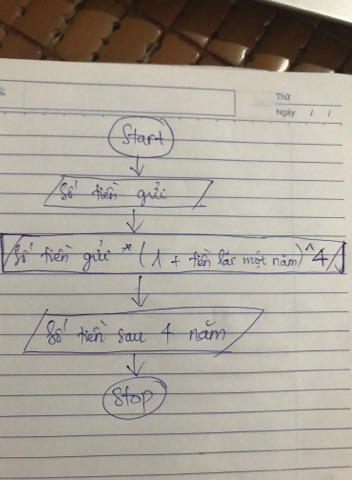 Thứ
Ngày / /
Start
Số tiền gửi
Số tiền gửi * (1 + tiền lãi một năm)^4
Số tiền sau 4 năm
Stop